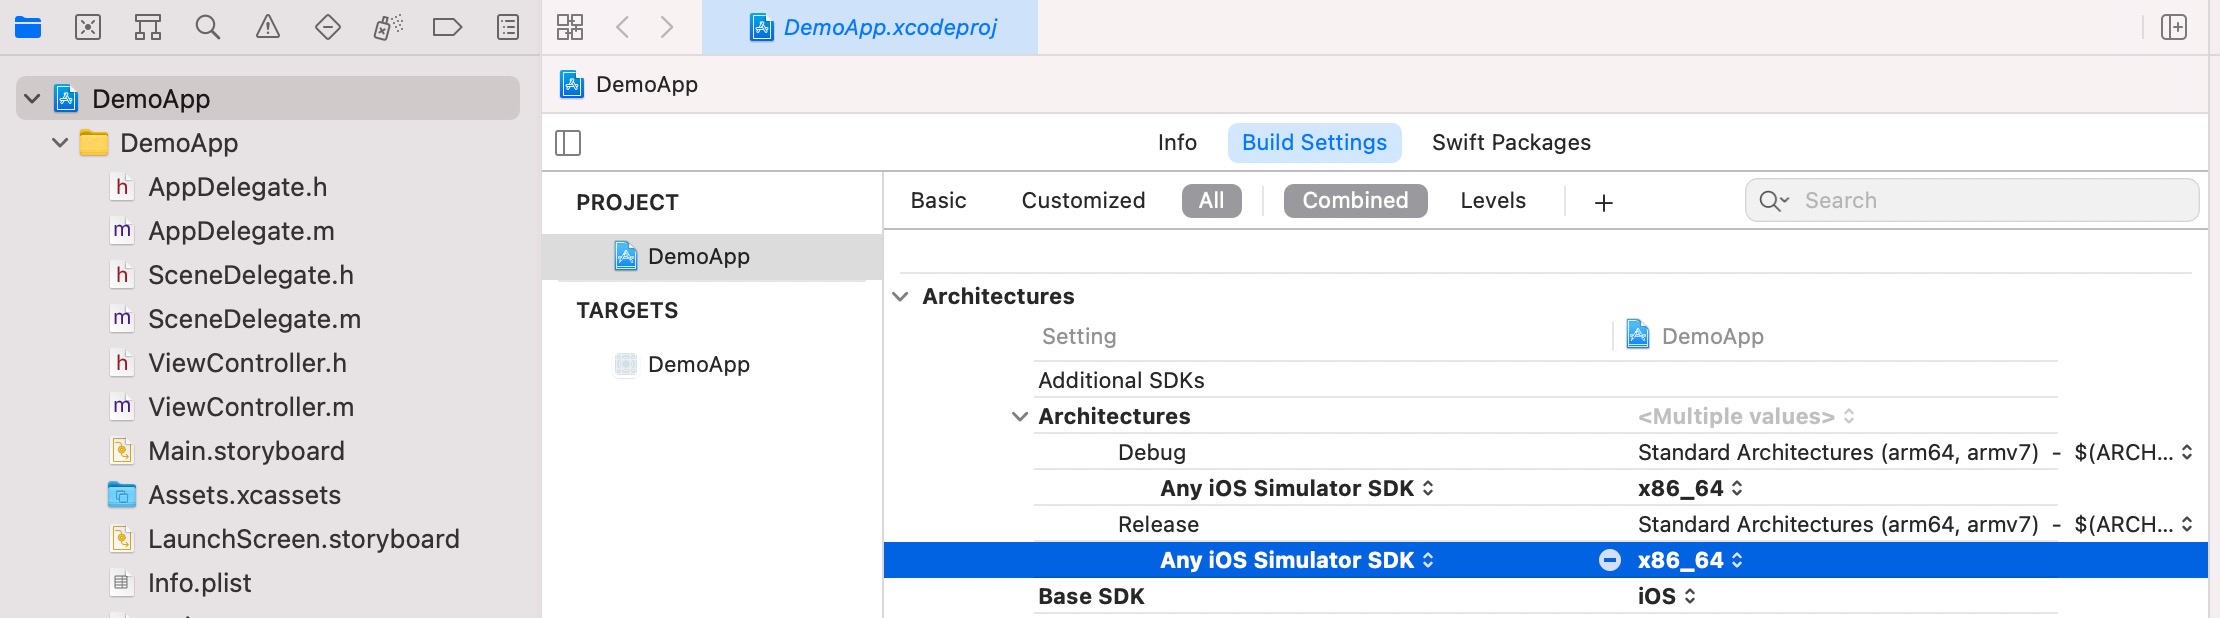 DemoApp.xcodeproj
DemoApp
DemoApp
h AppDelegate.h
m AppDelegate.m
h SceneDelegate.h
m SceneDelegate.m
h ViewController.h
m ViewController.m
Main.storyboard
Assets.xcassets
LaunchScreen.storyboard
Info.plist
DemoApp
Info Build Settings Swift Packages
PROJECT
DemoApp
TARGETS
DemoApp
Basic Customized All Combined Levels + Search
Architectures
Setting DemoApp
Additional SDKs
Architectures <Multiple values>
Debug Standard Architectures (arm64, armv7) - $(ARCH...
Any iOS Simulator SDK x86_64
Release Standard Architectures (arm64, armv7) - $(ARCH...
Any iOS Simulator SDK x86_64
Base SDK iOS